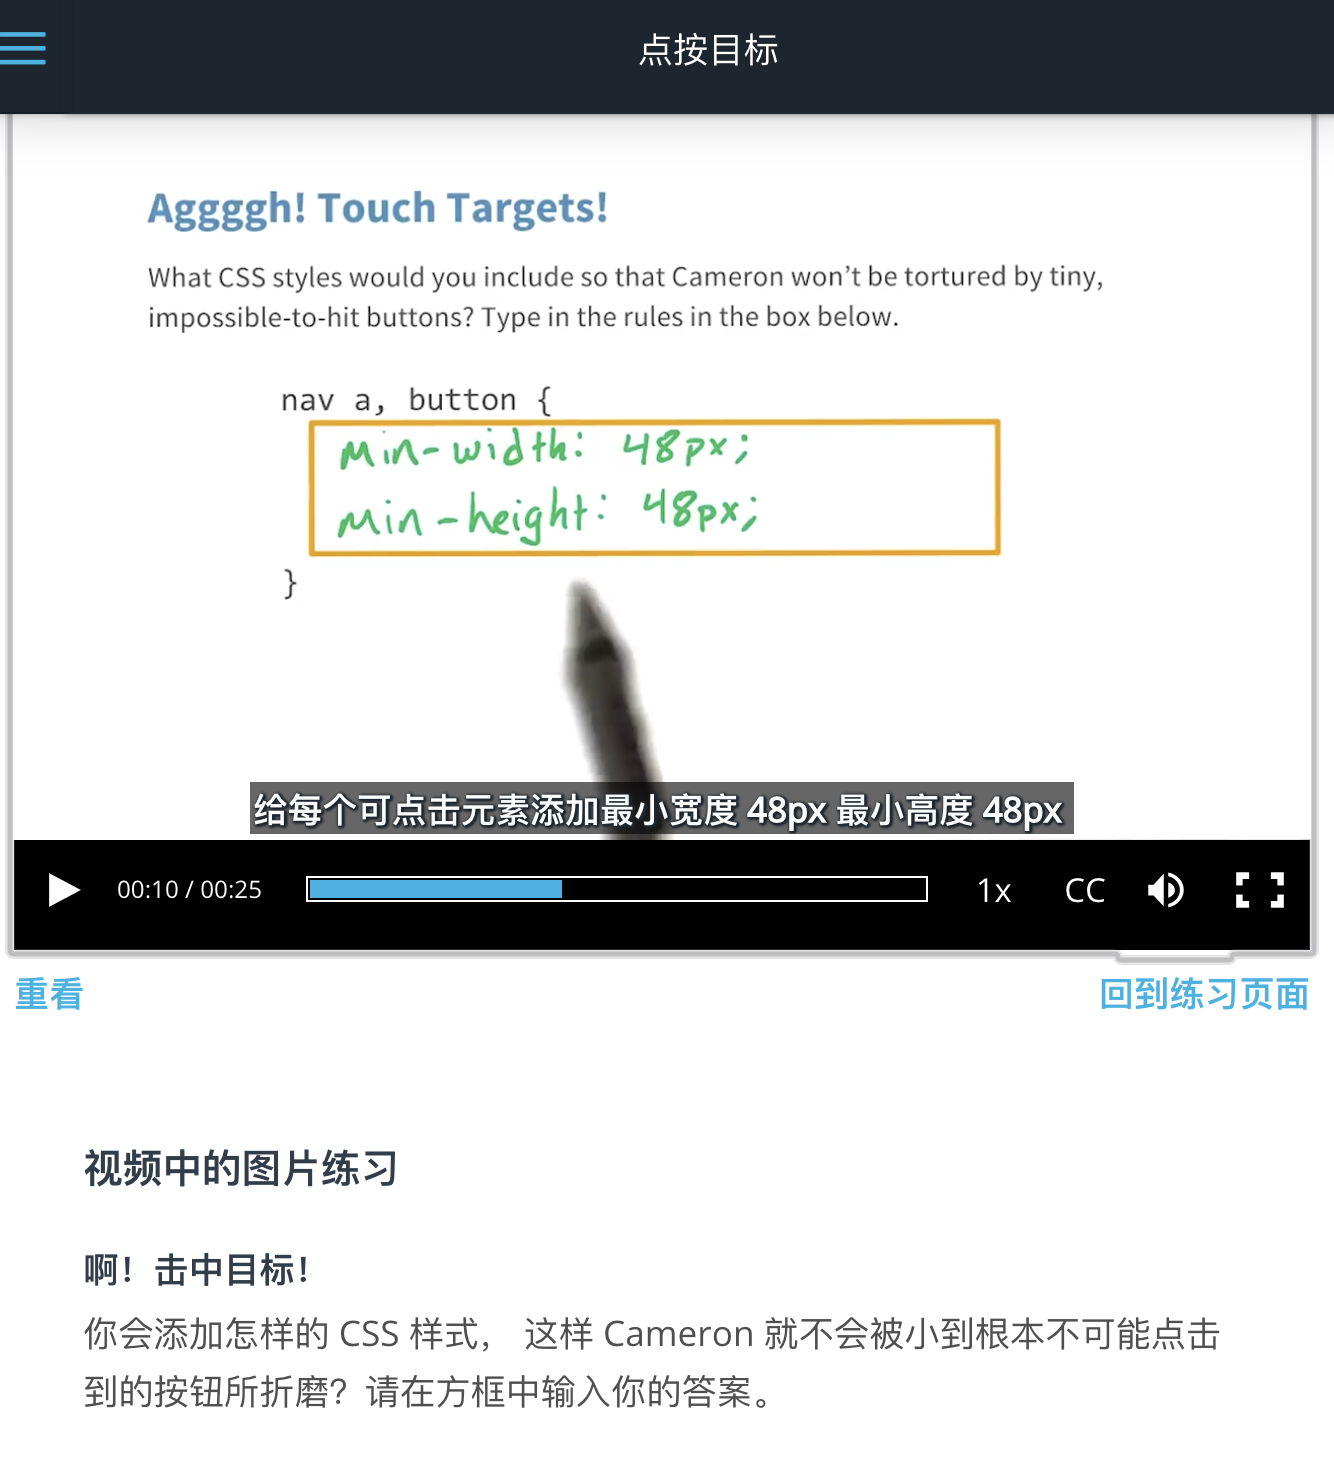 点按目标
Aggggh! Touch Targets!
What CSS styles would you include so that Cameron won't be tortured by tiny,
impossible-to-hit buttons? Type in the rules in the box below.
nav a, button {
min-width: 48px;
min-height: 48px;
}
给每个可点击元素添加最小宽度 48px 最小高度 48px
00:10 / 00:25
1x
CC
重看
回到练习页面
视频中的图片练习
啊！击中目标！
你会添加怎样的 CSS 样式， 这样 Cameron 就不会被小到根本不可能点击
到的按钮所折磨？请在方框中输入你的答案。